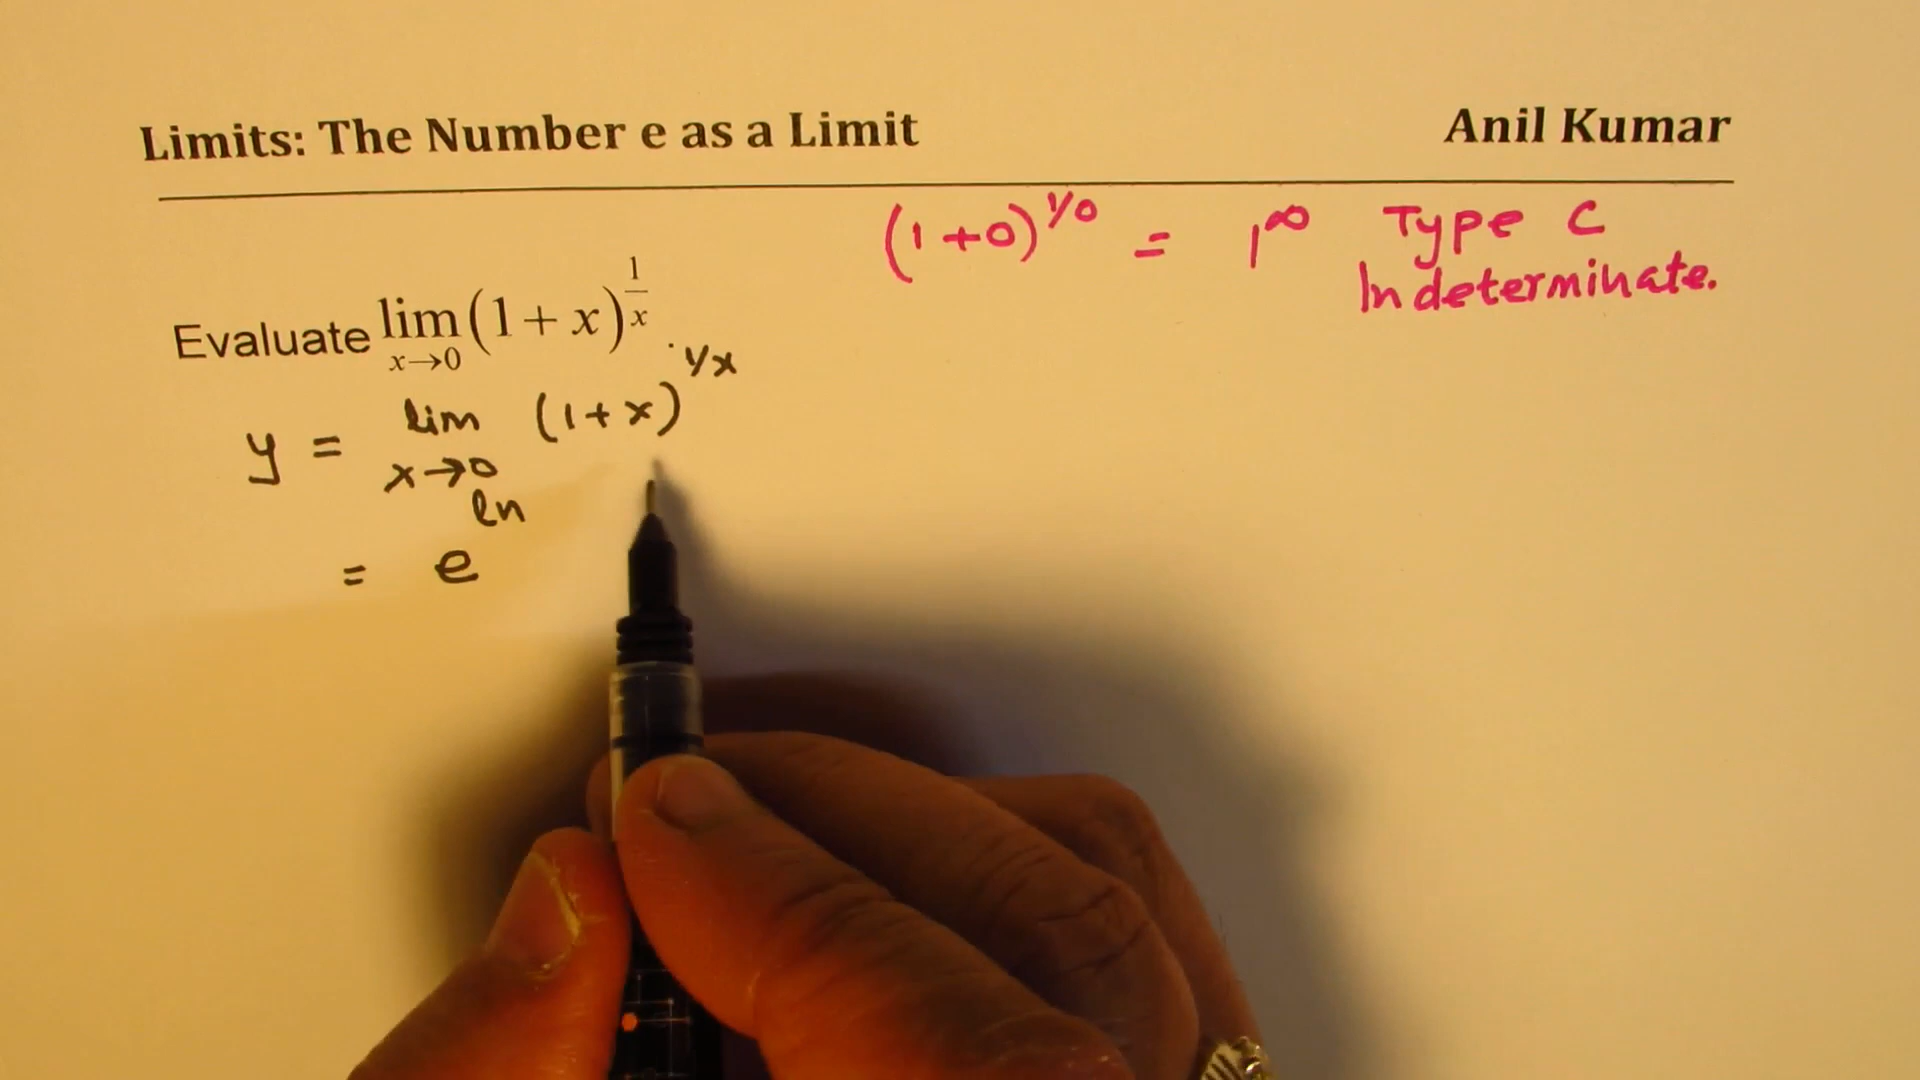 Limits: The Number e as a Limit
Anil Kumar
(1+0)^1/0 = 1^∞ Type C
Indeterminate.
Evaluate lim x→0 (1 + x)^1/x .
y = lim x→0 (1+x)^1/x
= e^ln